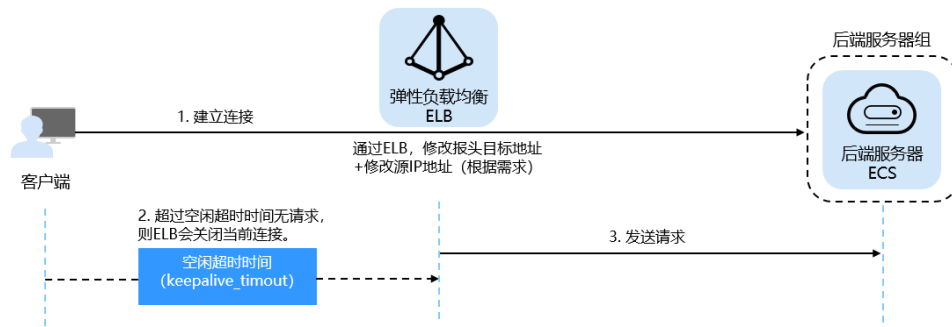 后端服务器组
弹性负载均衡
ELB
1. 建立连接
通过ELB，修改报头目标地址
+修改源IP地址（根据需求）
后端服务器
ECS
客户端
2. 超过空闲超时时间无请求，
则ELB会关闭当前连接。
3. 发送请求
空闲超时时间
（keepalive_timout）